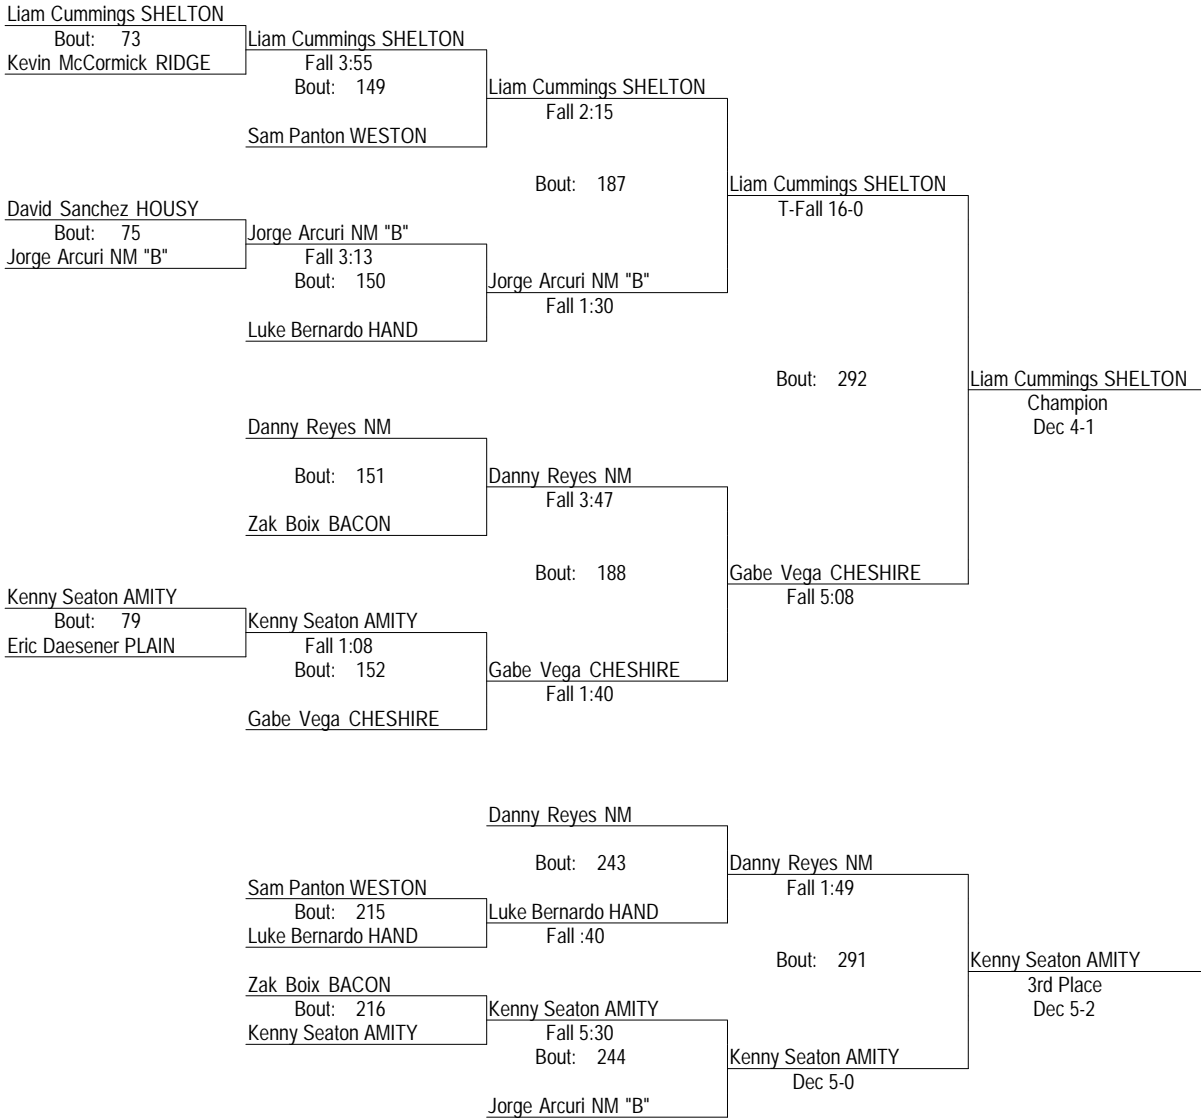 Liam Cummings SHELTON
Bout: 73
Kevin McCormick RIDGE
Liam Cummings SHELTON
Fall 3:55
Bout: 149
Sam Panton WESTON
Liam Cummings SHELTON
Fall 2:15
Bout: 187
Liam Cummings SHELTON
T-Fall 16-0
David Sanchez HOUSY
Bout: 75
Jorge Arcuri NM "B"
Jorge Arcuri NM "B"
Fall 3:13
Bout: 150
Luke Bernardo HAND
Jorge Arcuri NM "B"
Fall 1:30
Bout: 292
Liam Cummings SHELTON
Champion
Dec 4-1
Danny Reyes NM
Bout: 151
Zak Boix BACON
Danny Reyes NM
Fall 3:47
Bout: 188
Gabe Vega CHESHIRE
Fall 5:08
Kenny Seaton AMITY
Bout: 79
Eric Daesener PLAIN
Kenny Seaton AMITY
Fall 1:08
Bout: 152
Gabe Vega CHESHIRE
Gabe Vega CHESHIRE
Fall 1:40
Danny Reyes NM
Bout: 243
Danny Reyes NM
Fall 1:49
Sam Panton WESTON
Bout: 215
Luke Bernardo HAND
Luke Bernardo HAND
Fall :40
Bout: 291
Kenny Seaton AMITY
3rd Place
Dec 5-2
Zak Boix BACON
Bout: 216
Kenny Seaton AMITY
Kenny Seaton AMITY
Fall 5:30
Bout: 244
Kenny Seaton AMITY
Dec 5-0
Jorge Arcuri NM "B"